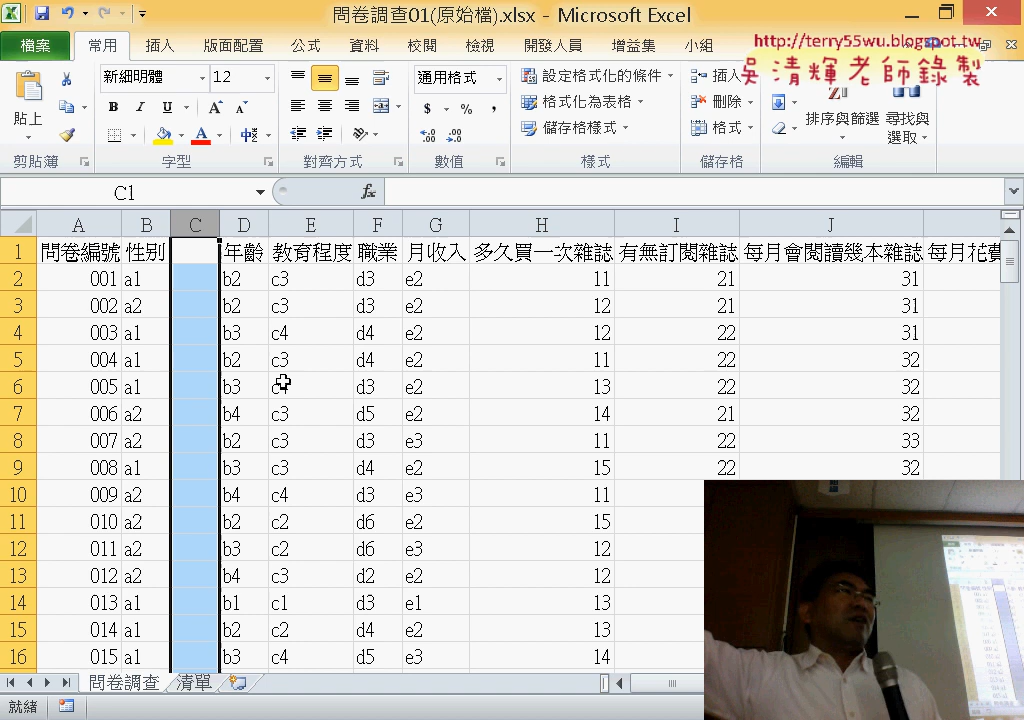 問卷調查01(原始檔).xlsx - Microsoft Excel
檔案 常用 插入 版面配置 公式 資料 校閱 檢視 開發人員 增益集 小組
http://terry55wu.blogspot.tw
吳清輝老師錄製
貼上 新細明體 12 通用格式 設定格式化的條件 插入
B I U A A $ % , 格式化為表格 刪除
A 中 儲存格樣式 格式 排序與篩選 尋找與選取
剪貼簿 字型 對齊方式 數值 樣式 儲存格 編輯
C1 fx
A B C D E F G H I J
1 問卷編號 性別 年齡 教育程度 職業 月收入 多久買一次雜誌 有無訂閱雜誌 每月會閱讀幾本雜誌 每月花費
2 001 a1 b2 c3 d3 e2 11 21 31
3 002 a2 b2 c3 d3 e2 12 21 31
4 003 a1 b3 c4 d4 e2 12 22 31
5 004 a1 b2 c3 d4 e2 11 22 32
6 005 a1 b3 c4 d3 e2 13 22 32
7 006 a2 b4 c3 d5 e2 14 21 32
8 007 a2 b2 c3 d3 e2 11 22 33
9 008 a1 b3 c3 d4 e2 15 22 32
10 009 a2 b4 c4 d3 e3 11
11 010 a2 b2 c2 d6 e2 15
12 011 a2 b3 c2 d6 e3 12
13 012 a2 b4 c3 d2 e2 12
14 013 a1 b1 c1 d3 e1 13
15 014 a1 b2 c2 d4 e2 13
16 015 a1 b3 c4 d5 e3 14
問卷調查 清單
就緒